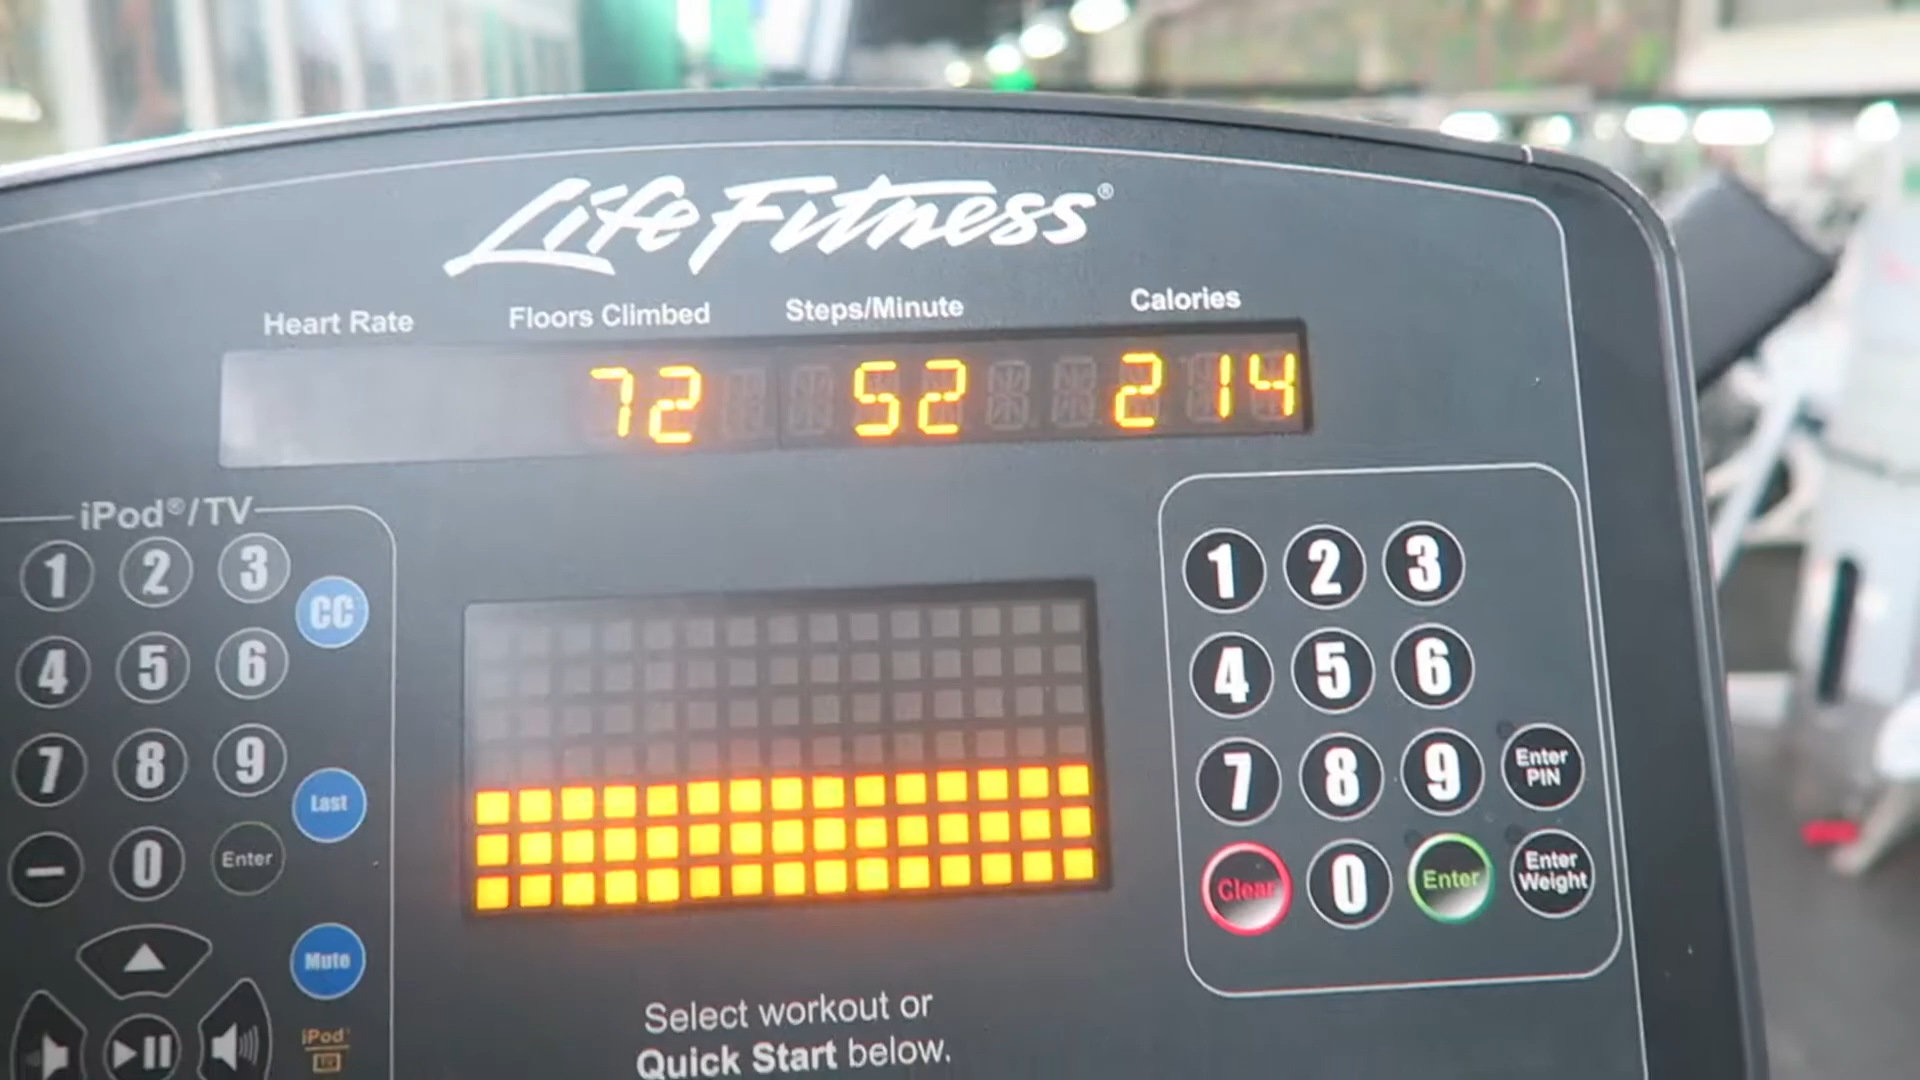 LifeFitness®
Heart Rate Floors Climbed Steps/Minute Calories
72 52 214
iPod®/TV
1 2 3
CC
4 5 6
7 8 9
Last
– 0 Enter
Mute
iPod
1 2 3
4 5 6
7 8 9 Enter PIN
Clear 0 Enter Enter Weight
Select workout or
Quick Start below.